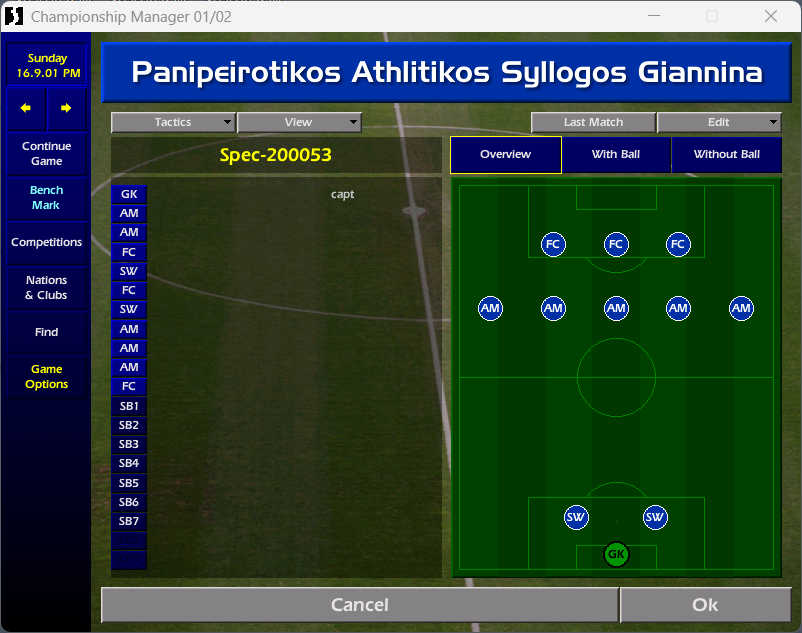 Championship Manager 01/02
Sunday
16.9.01 PM
Panipeirotikos Athlitikos Syllogos Giannina
Continue
Game
Bench
Mark
Competitions
Nations
& Clubs
Find
Game
Options
Tactics
View
Last Match
Edit
Spec-200053
Overview
With Ball
Without Ball
GK capt
AM
AM
FC
SW
FC
SW
AM
AM
AM
FC
SB1
SB2
SB3
SB4
SB5
SB6
SB7
FC FC FC
AM AM AM AM AM
SW SW
GK
Cancel
Ok